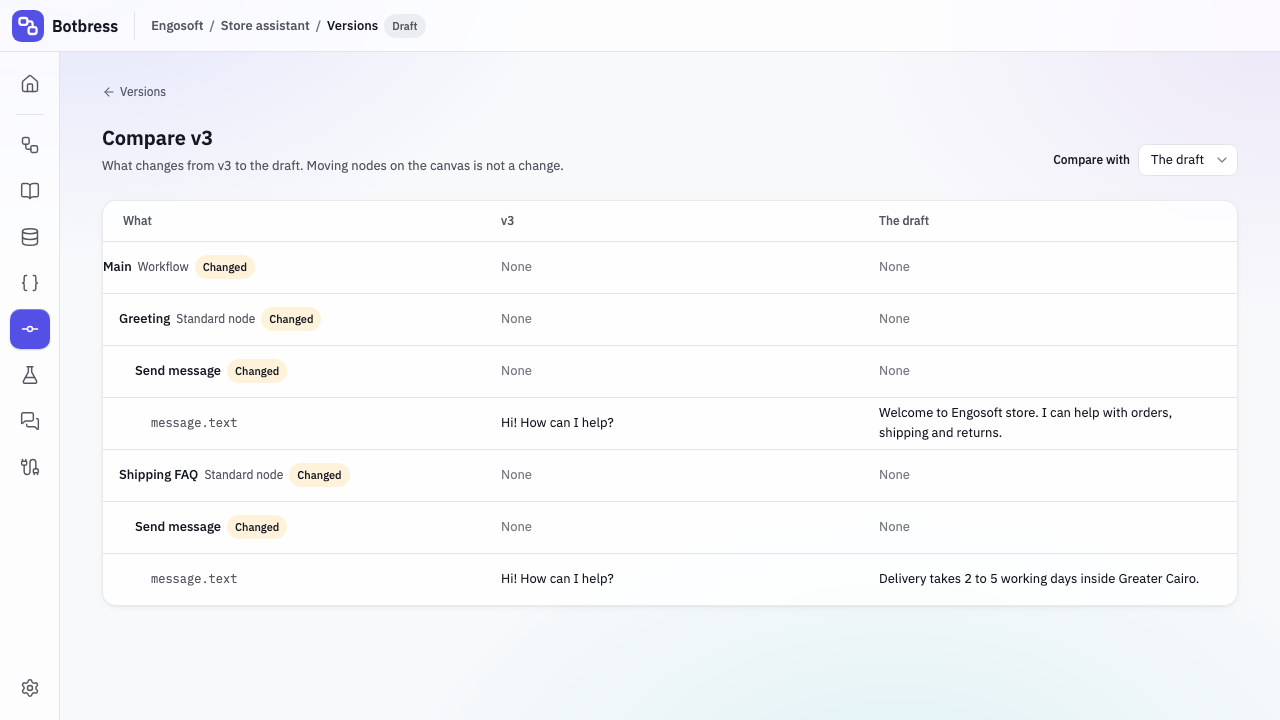 Botbress
Engosoft / Store assistant / Versions Draft
Versions
Compare v3
What changes from v3 to the draft. Moving nodes on the canvas is not a change.
Compare with The draft
What v3 The draft
Main Workflow Changed None None
Greeting Standard node Changed None None
Send message Changed None None
message.text Hi! How can I help? Welcome to Engosoft store. I can help with orders,
shipping and returns.
Shipping FAQ Standard node Changed None None
Send message Changed None None
message.text Hi! How can I help? Delivery takes 2 to 5 working days inside Greater Cairo.